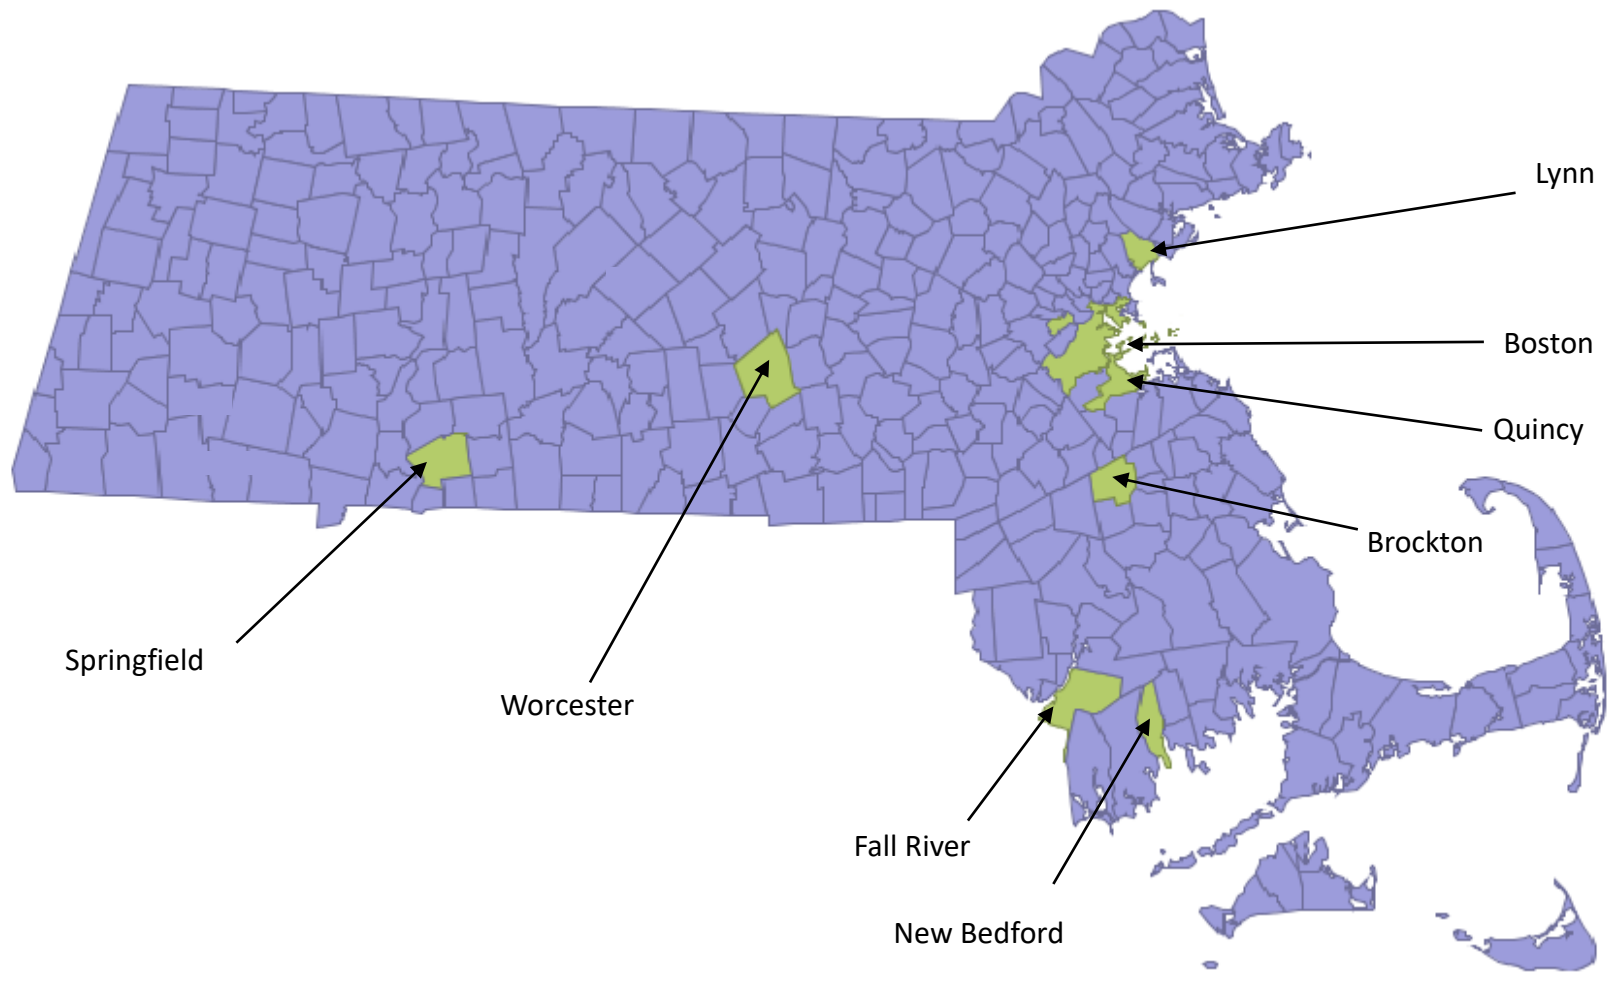 Lynn
Boston
Quincy
Brockton
Springfield
Worcester
Fall River
New Bedford